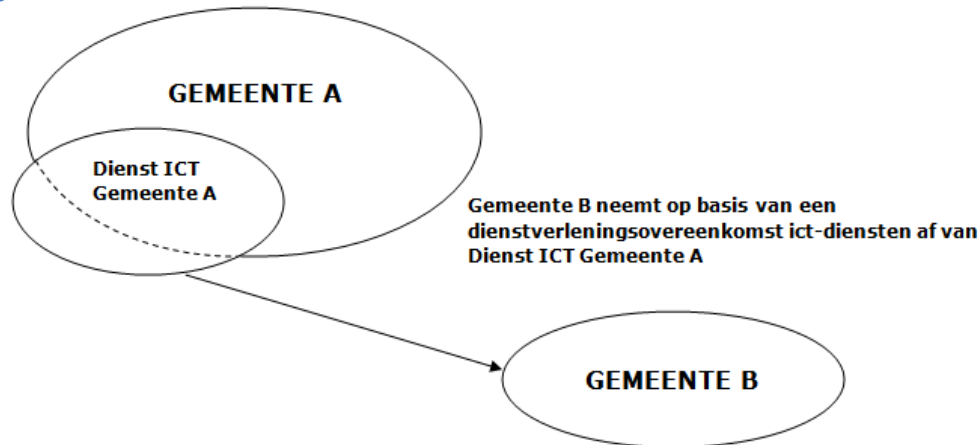 GEMEENTE A
Dienst ICT
Gemeente A
Gemeente B neemt op basis van een
dienstverleningsovereenkomst ict-diensten af van
Dienst ICT Gemeente A
GEMEENTE B